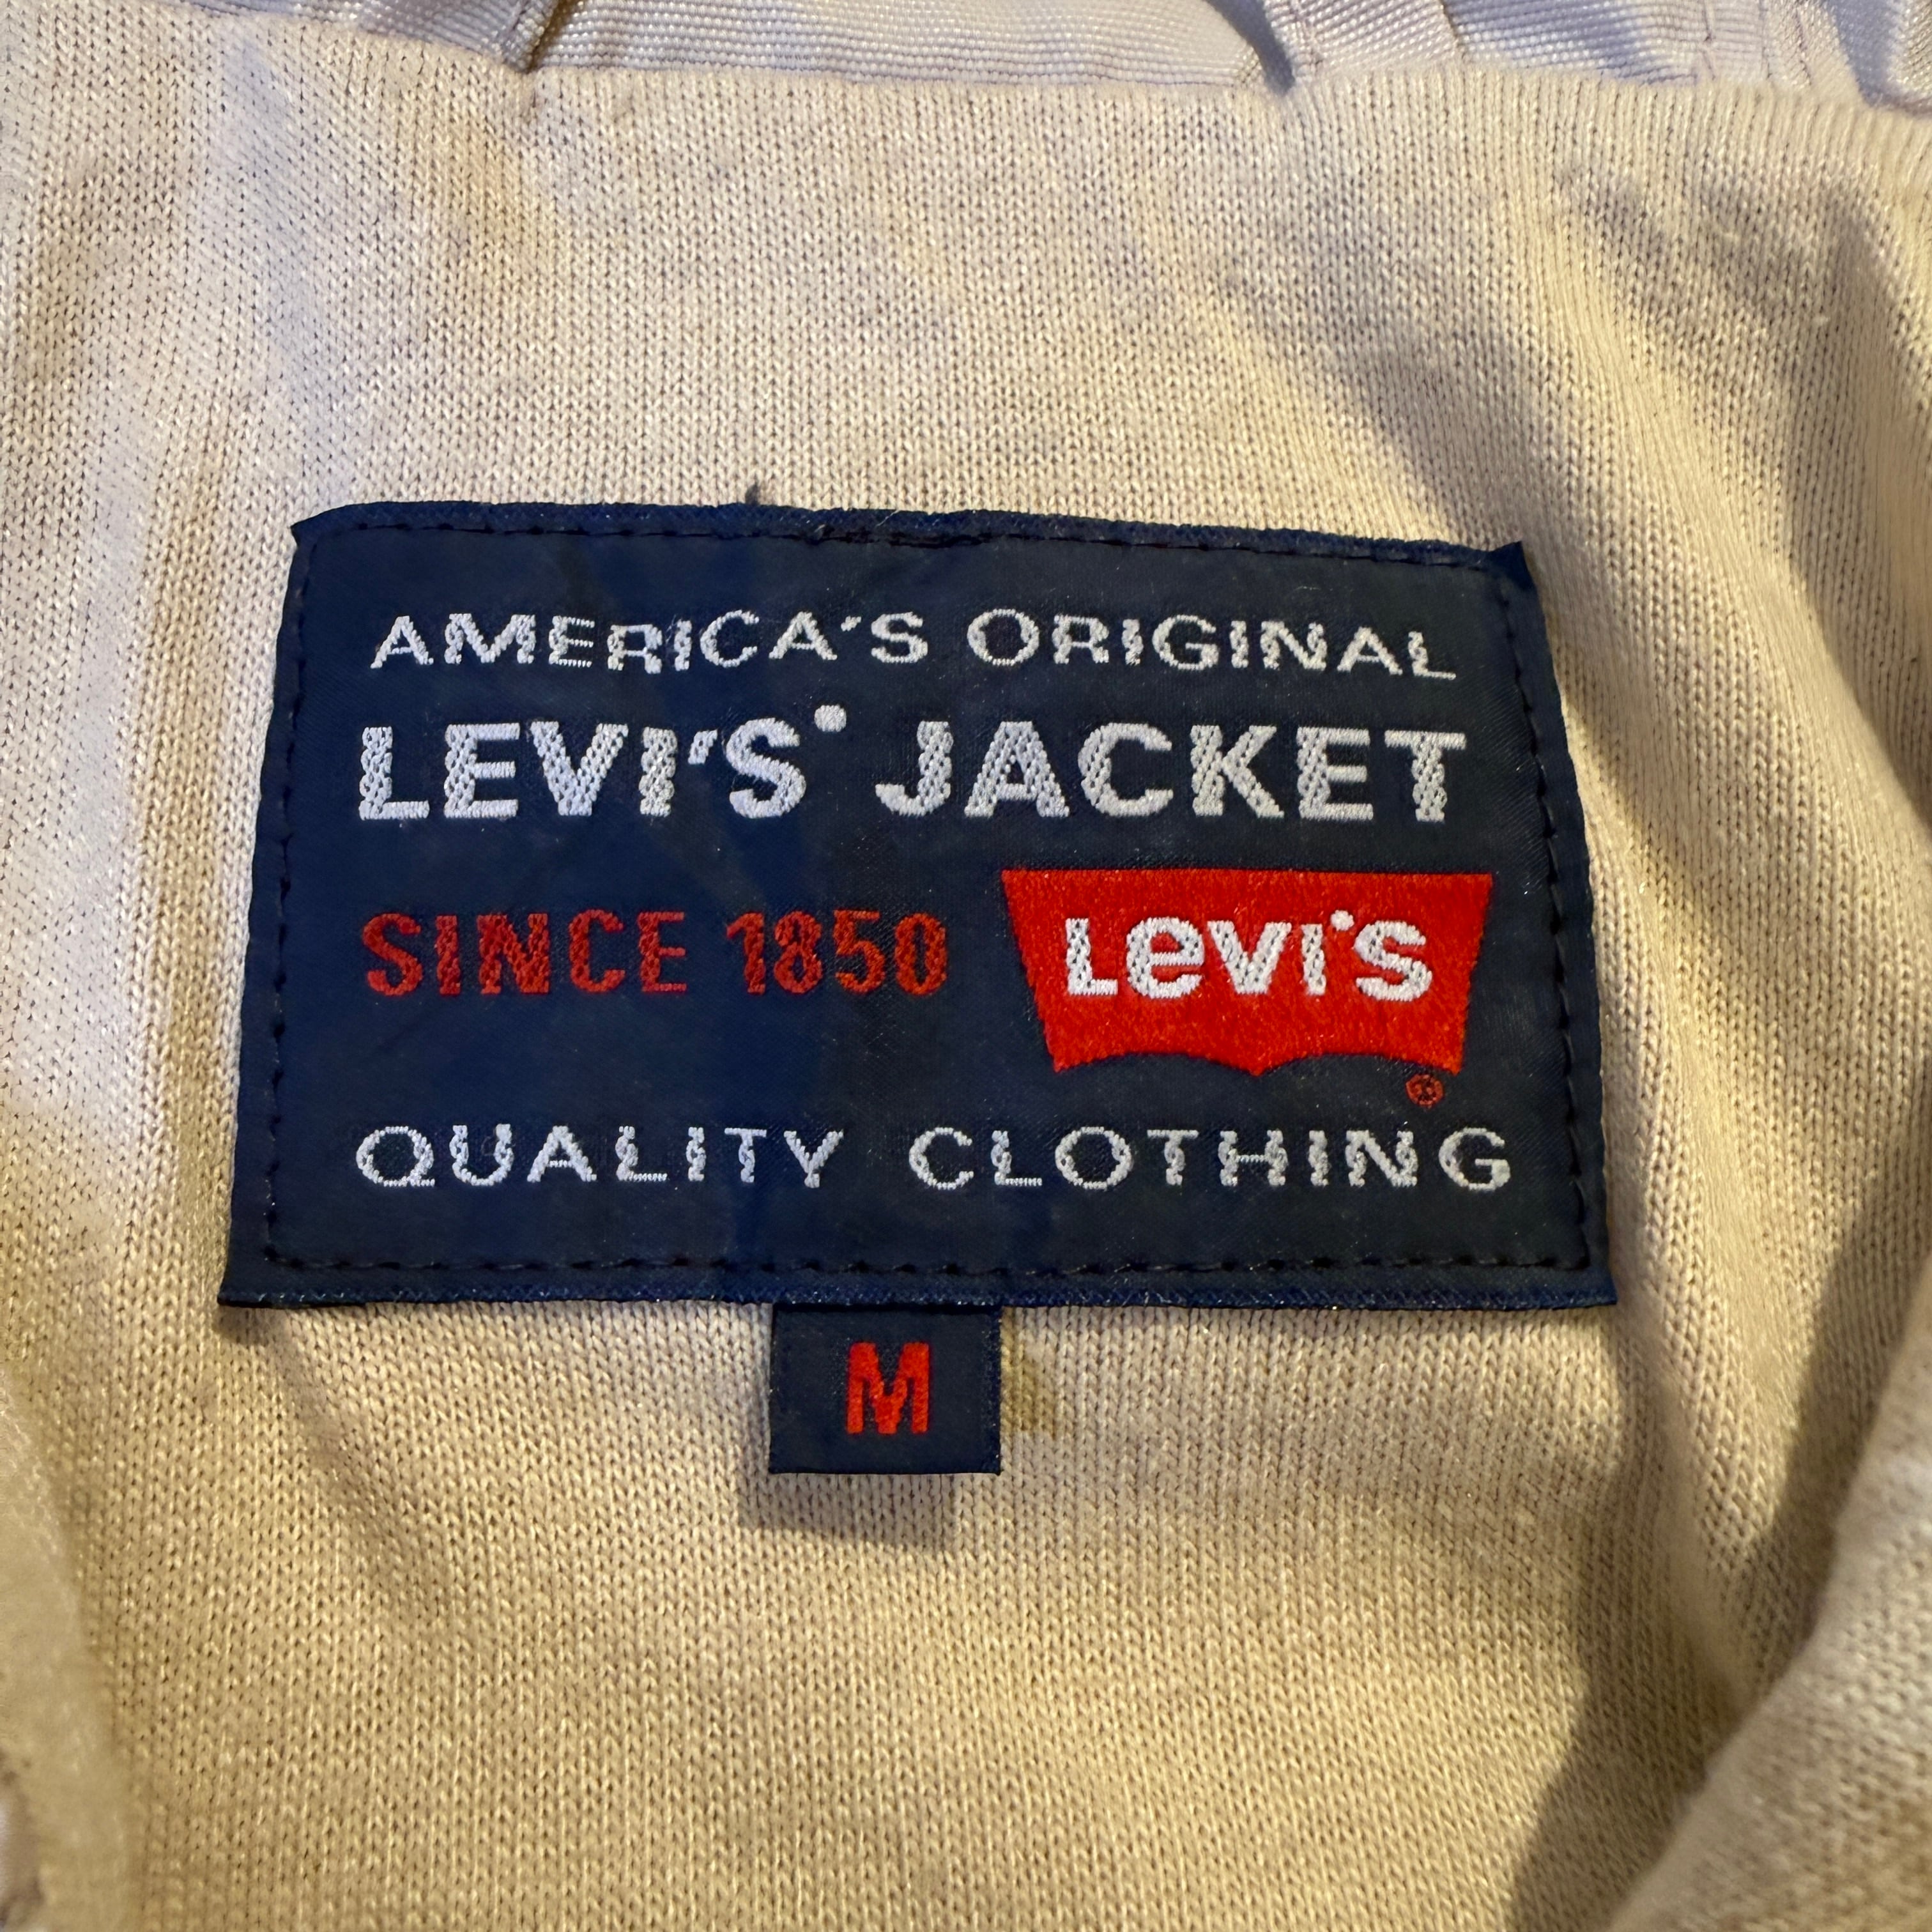 AMERICA'S ORIGINAL
LEVI'S JACKET
SINCE 1850
Levi's
®
QUALITY CLOTHING
M